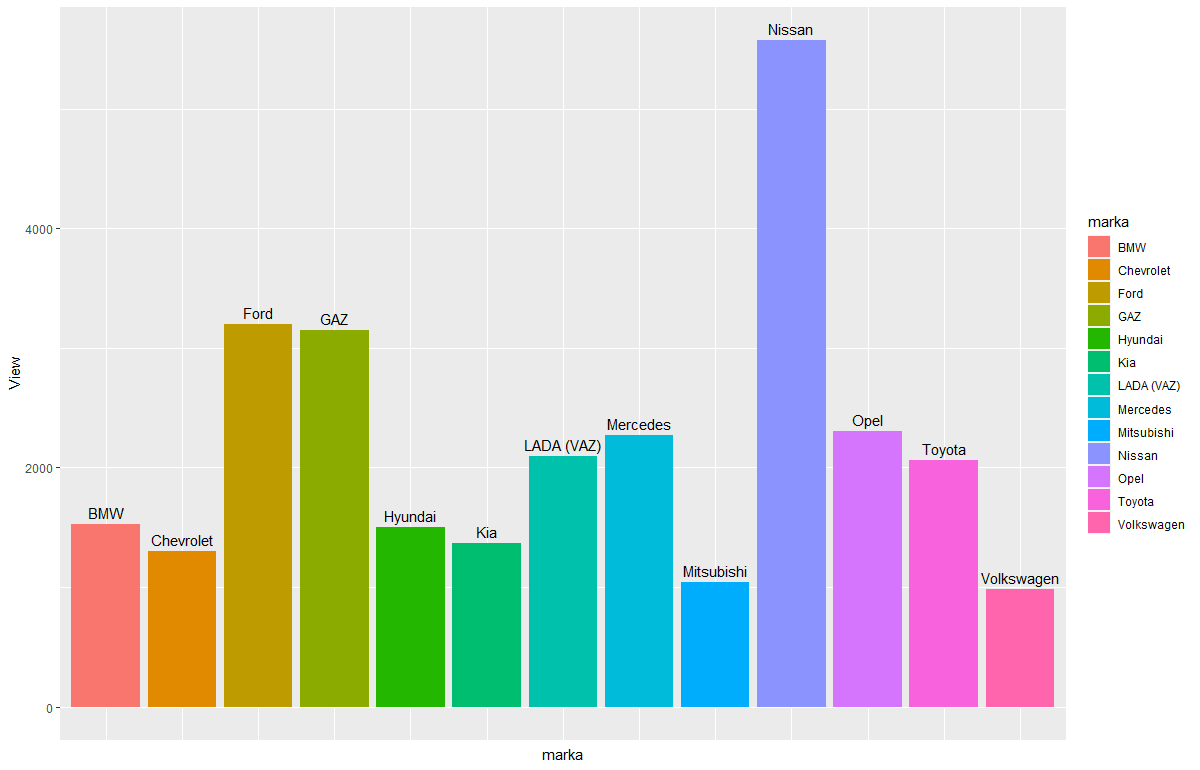 Nissan
4000
Ford
GAZ
View
Opel
Mercedes
LADA (VAZ)
Toyota
2000
BMW
Hyundai
Chevrolet
Kia
Mitsubishi
Volkswagen
0
marka
marka
BMW
Chevrolet
Ford
GAZ
Hyundai
Kia
LADA (VAZ)
Mercedes
Mitsubishi
Nissan
Opel
Toyota
Volkswagen